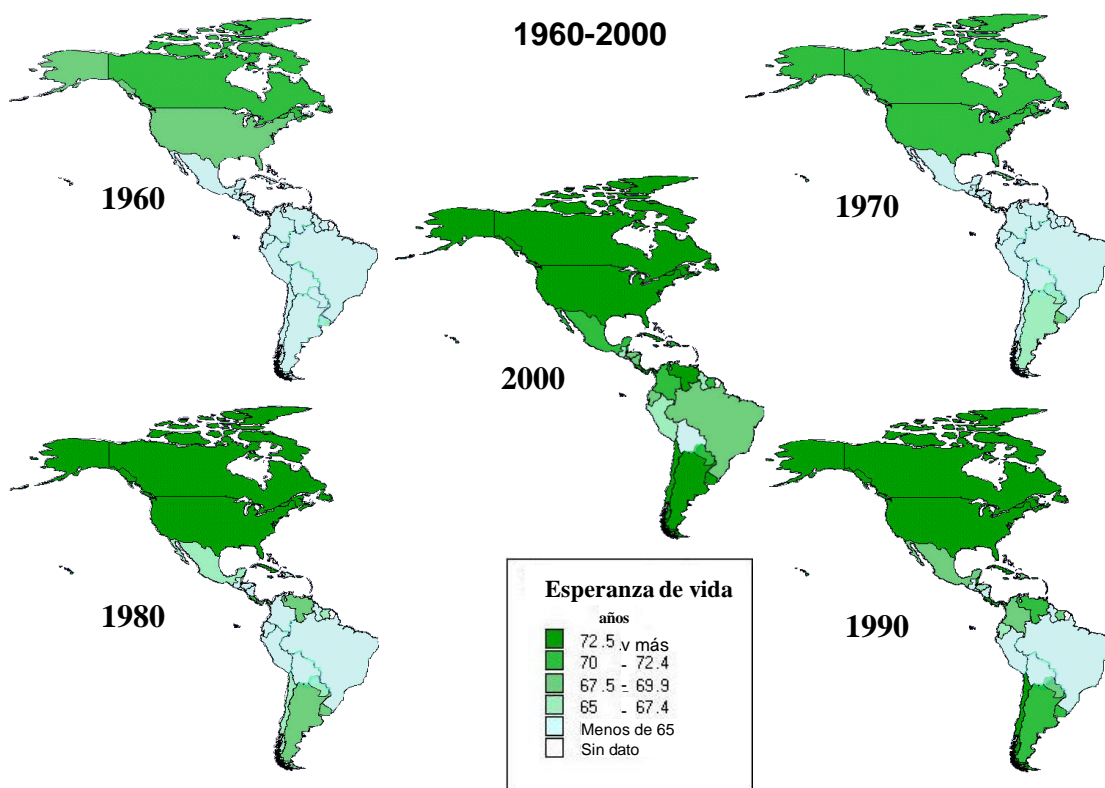 1960-2000
1960
1970
2000
1980
1990
Esperanza de vida
años
72.5 y más
70 - 72.4
67.5 - 69.9
65 - 67.4
Menos de 65
Sin dato